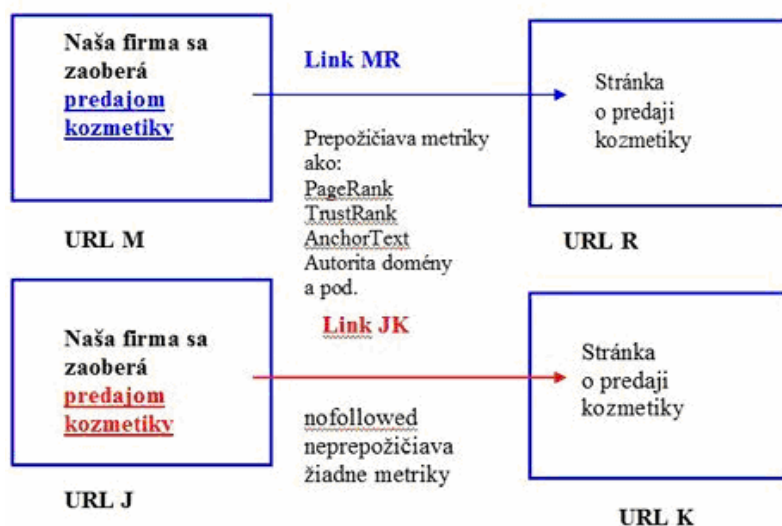 Naša firma sa
zaoberá
predajom
kozmetiky
Link MR
Stránka
o predaji
kozmetiky
Prepožičiava metriky
ako:
PageRank
TrustRank
AnchorText
Autorita domény
a pod.
URL M
URL R
Link JK
Naša firma sa
zaoberá
predajom
kozmetiky
Stránka
o predaji
kozmetiky
nofollowed
neprepožičiava
žiadne metriky
URL J
URL K